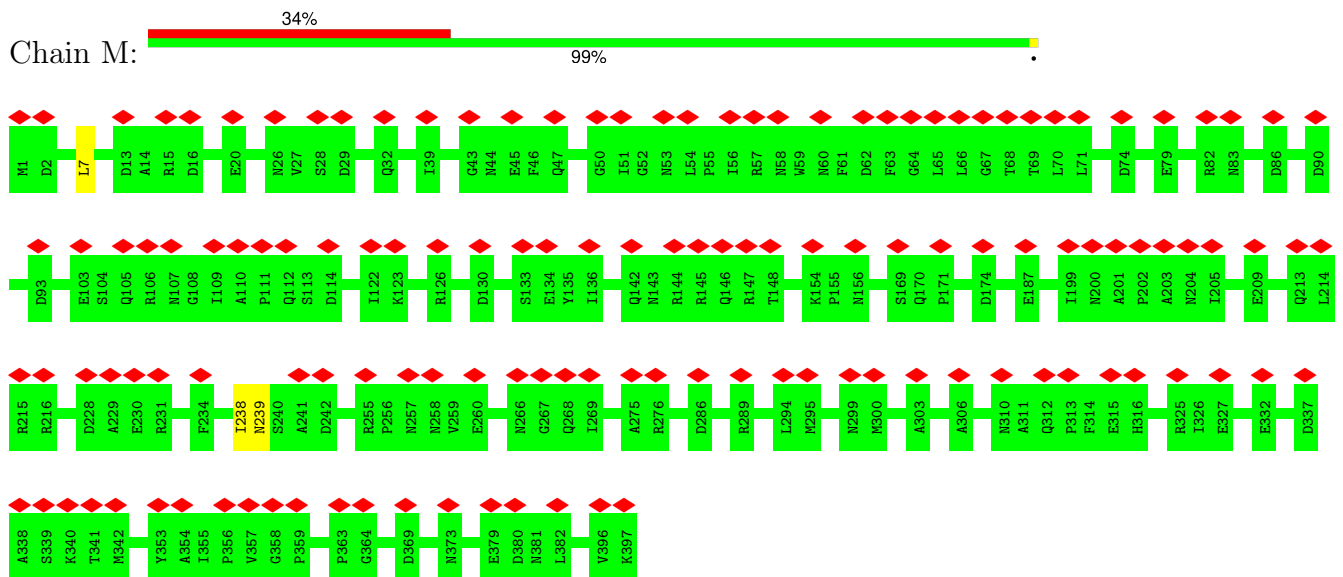 34%
Chain M:
99%
.
M1 D2 L7 D13 A14 R15 D16 E20 N26 V27 S28 D29 Q32 I39 G43 N44 E45 F46 Q47 G50 I51 G52 N53 L54 P55 I56 R57 N58 W59 N60 F61 D62 F63 G64 L65 L66 G67 T68 T69 L70 L71 D74 E79 R82 N83 D86 D90
D93 E103 S104 Q105 R106 N107 G108 I109 A110 P111 Q112 S113 D114 I122 K123 R126 D130 S133 E134 Y135 I136 Q142 N143 R144 R145 Q146 R147 T148 K154 P155 N156 S169 Q170 P171 D174 E187 I199 N200 A201 P202 A203 N204 I205 E209 Q213 L214
R215 R216 D228 A229 E230 R231 F234 I238 N239 S240 A241 D242 R255 P256 N257 N258 V259 E260 N266 G267 Q268 I269 A275 R276 D286 R289 L294 M295 N299 M300 A303 A306 N310 A311 Q312 P313 F314 E315 H316 R325 I326 E327 E332 D337
A338 S339 K340 T341 M342 Y353 A354 I355 P356 V357 G358 P359 P363 G364 D369 N373 E379 D380 N381 L382 V396 K397